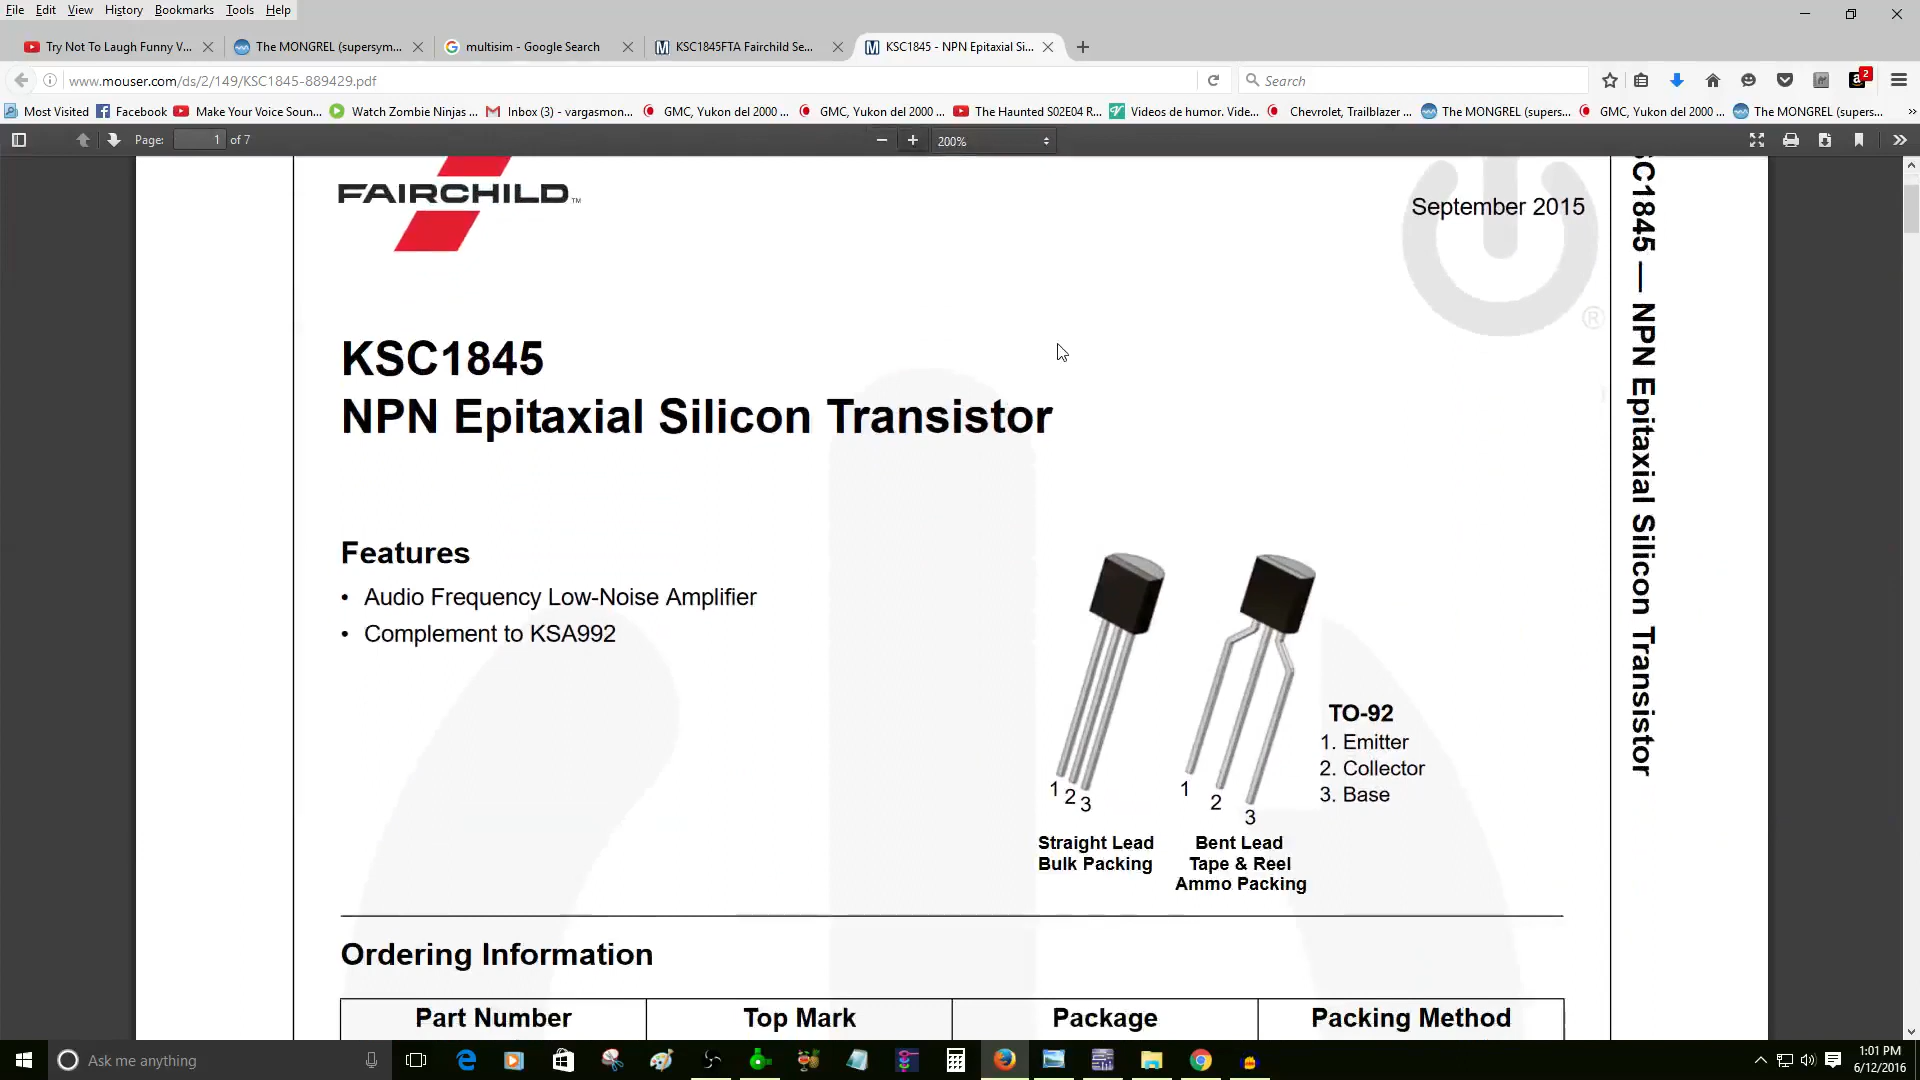 File Edit View History Bookmarks Tools Help
Try Not To Laugh Funny V... The MONGREL (supersym... multisim - Google Search KSC1845FTA Fairchild Se... KSC1845 - NPN Epitaxial Si...
www.mouser.com/ds/2/149/KSC1845-889429.pdf Search 2
Most Visited Facebook Make Your Voice Soun... Watch Zombie Ninjas ... Inbox (3) - vargasmon... GMC, Yukon del 2000 ... GMC, Yukon del 2000 ... The Haunted S02E04 R... Videos de humor. Vide... Chevrolet, Trailblazer ... The MONGREL (supers... GMC, Yukon del 2000 ... The MONGREL (supers...
Page: 1 of 7 200%
FAIRCHILD™
September 2015
®
KSC1845
NPN Epitaxial Silicon Transistor
SC1845 — NPN Epitaxial Silicon Transistor
Features
• Audio Frequency Low-Noise Amplifier
• Complement to KSA992
TO-92
1. Emitter
2. Collector
3. Base
1 2 3
1 2 3
Straight Lead
Bulk Packing
Bent Lead
Tape & Reel
Ammo Packing
Ordering Information
Part Number Top Mark Package Packing Method
Ask me anything
1:01 PM
6/12/2016